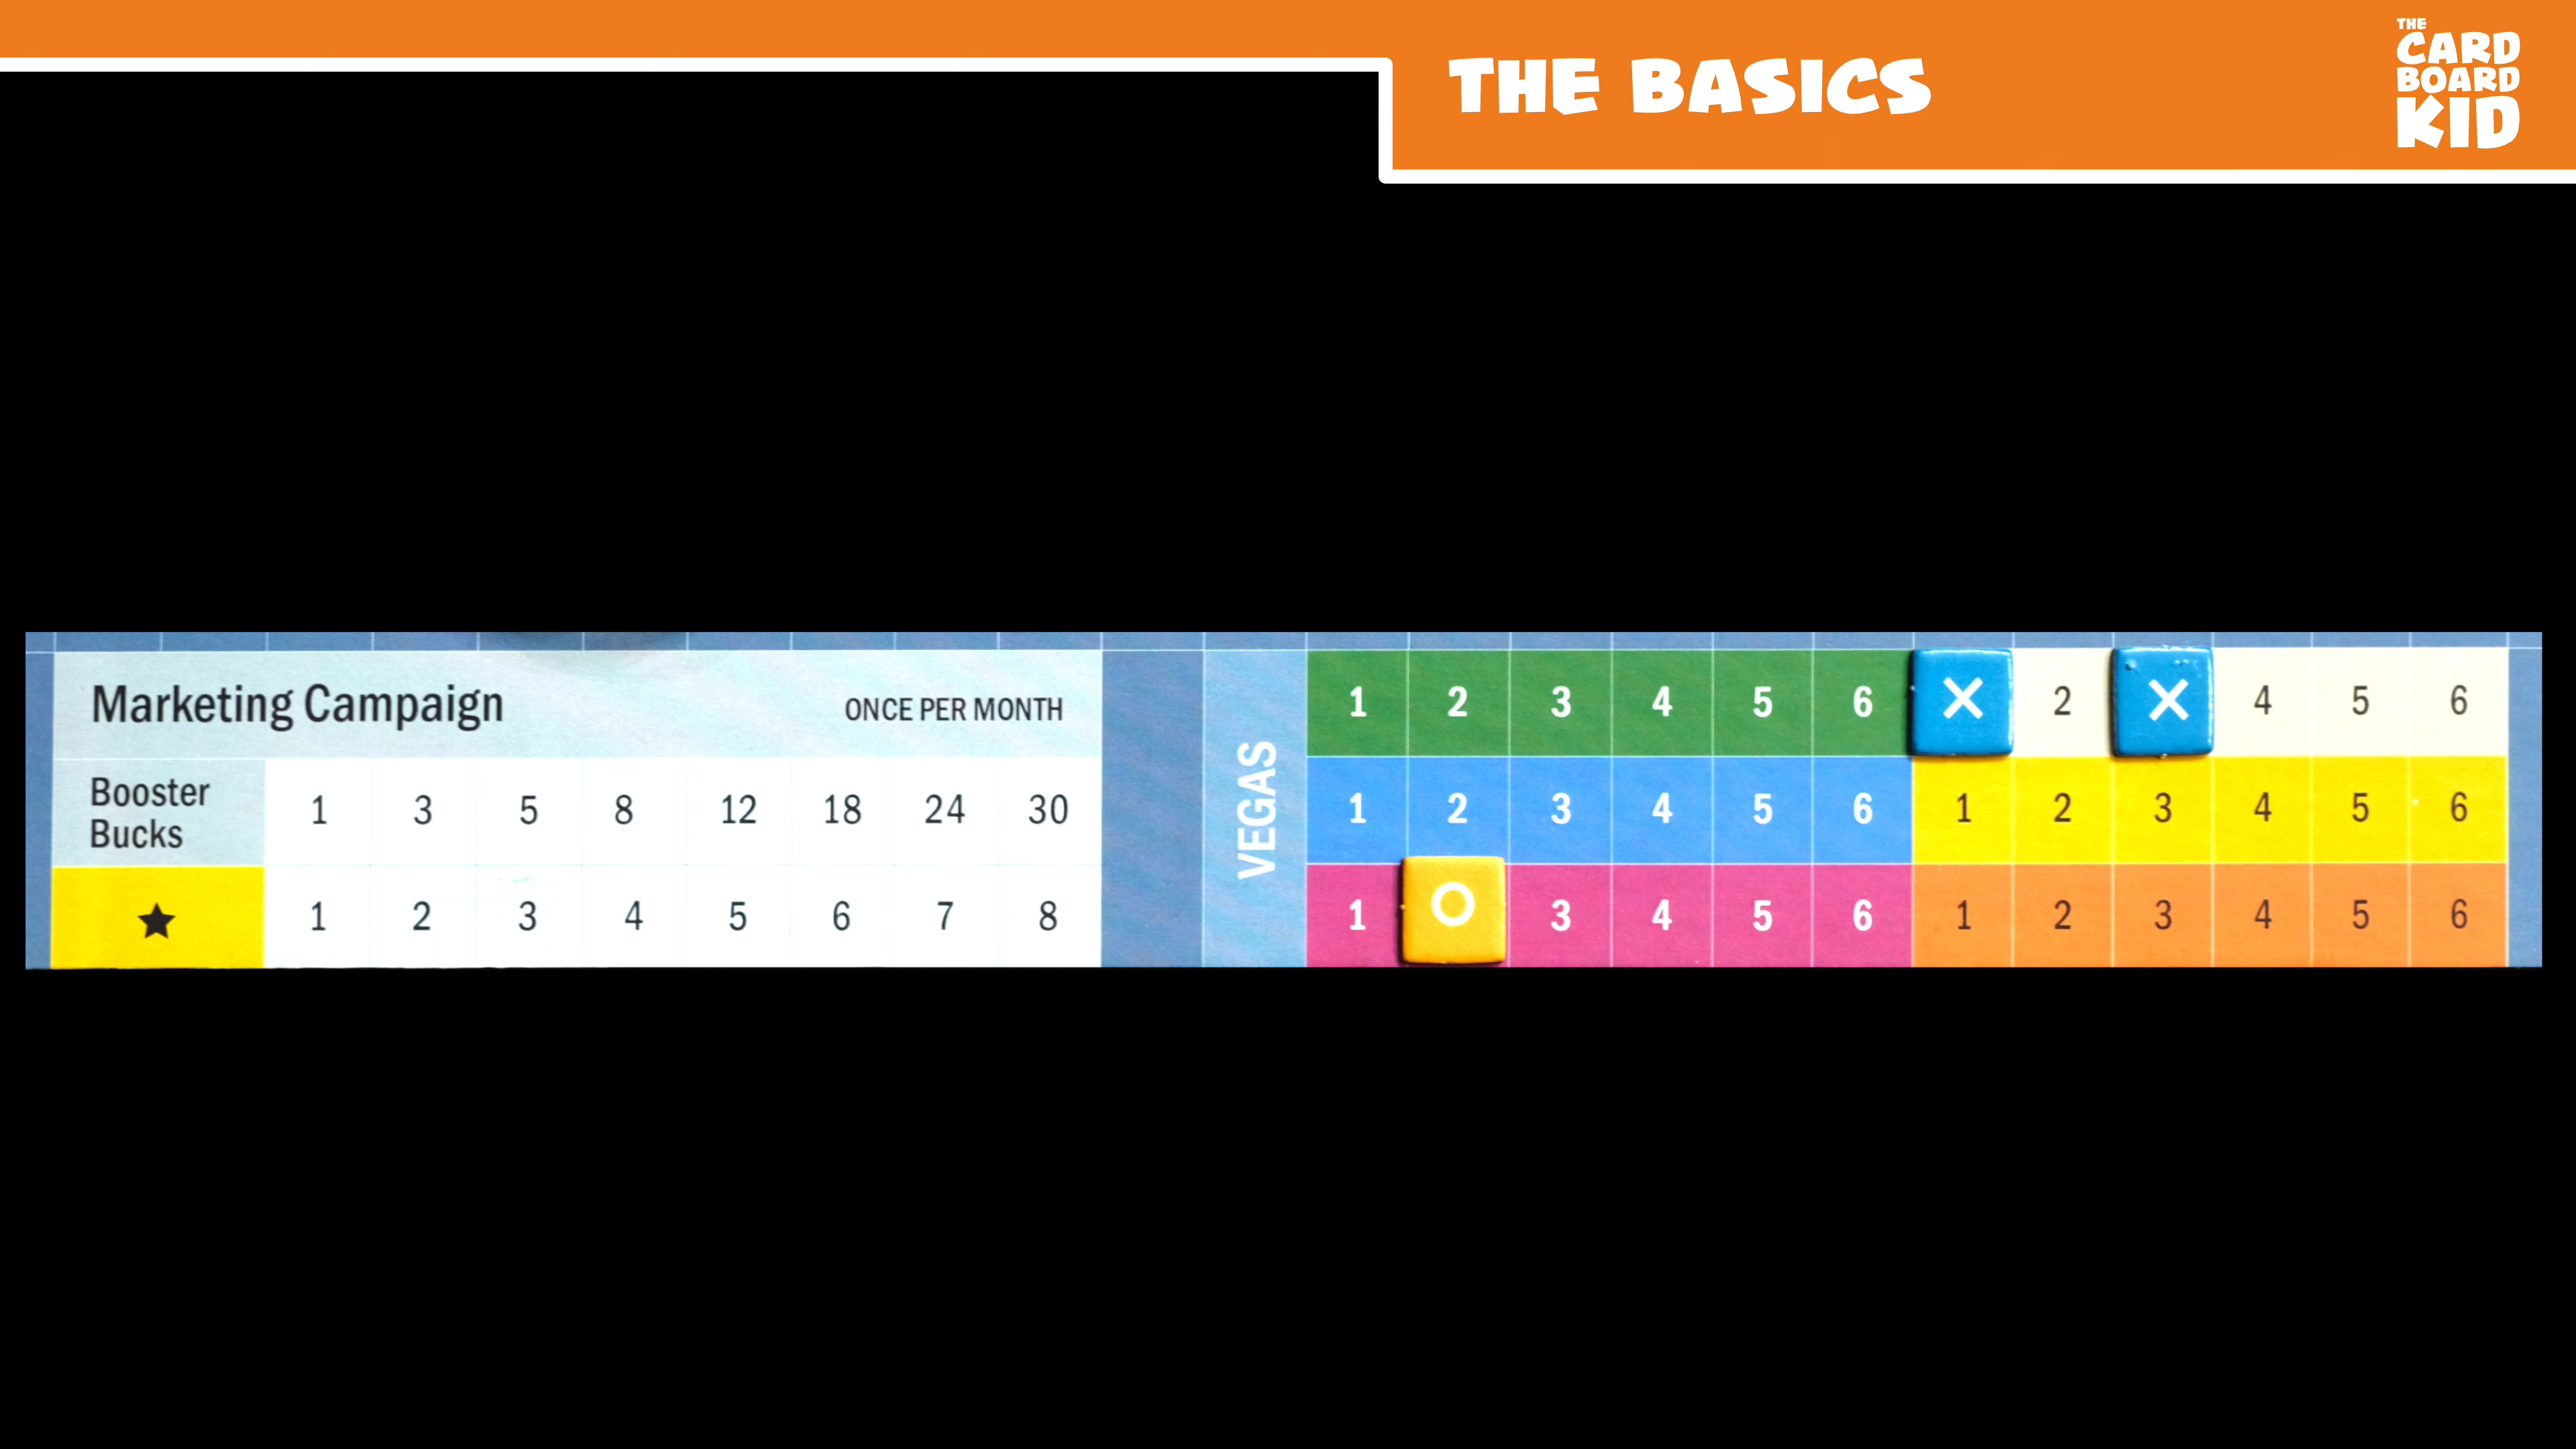 THE BASICS
THE
CARD
BOARD
KID
Marketing Campaign ONCE PER MONTH
Booster
Bucks
1 3 5 8 12 18 24 30
★ 1 2 3 4 5 6 7 8
VEGAS
1 2 3 4 5 6 X 2 X 4 5 6
1 2 3 4 5 6 1 2 3 4 5 6
1 O 3 4 5 6 1 2 3 4 5 6